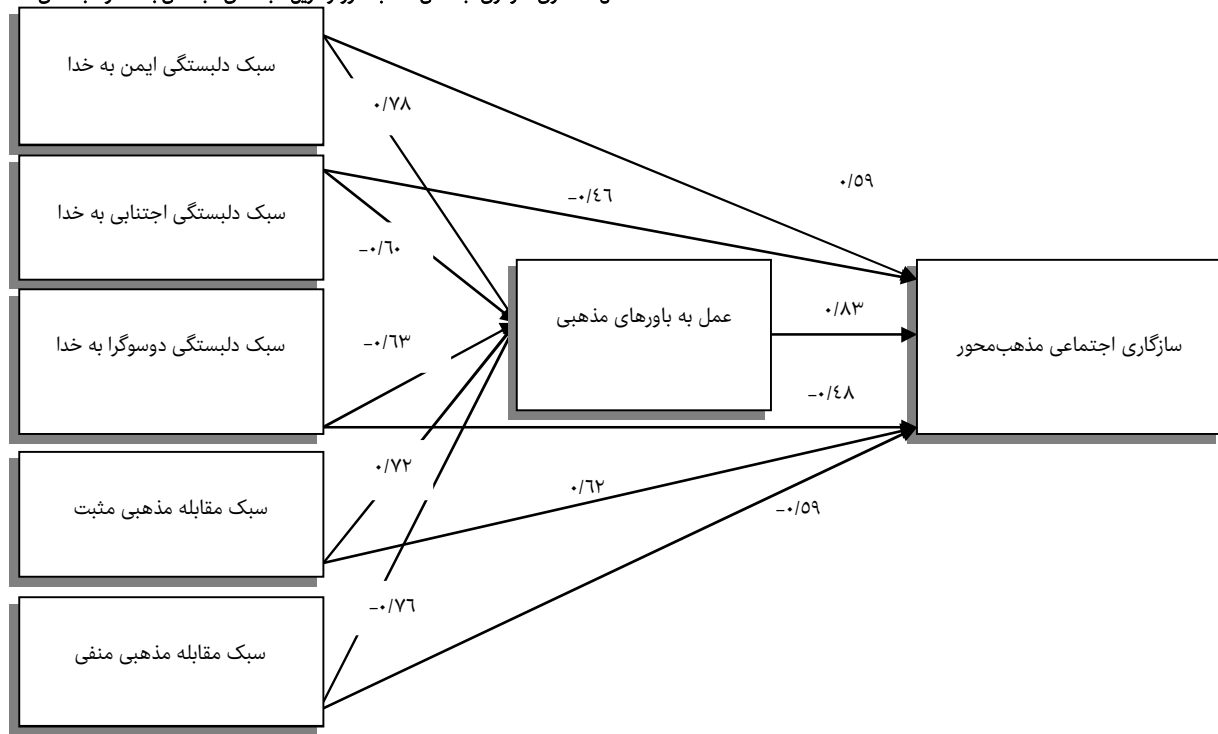 سبک دلبستگی ایمن به خدا
۰/۷۸
۰/۵۹
سبک دلبستگی اجتنابی به خدا
–۰/٤٦
–۰/٦۰
سبک دلبستگی دوسوگرا به خدا
–۰/٦۳
عمل به باورهای مذهبی
۰/۸۳
سازگاری اجتماعی مذهب‌محور
–۰/٤۸
سبک مقابله مذهبی مثبت
۰/۷۲
۰/٦۲
–۰/۵۹
سبک مقابله مذهبی منفی
–۰/۷٦